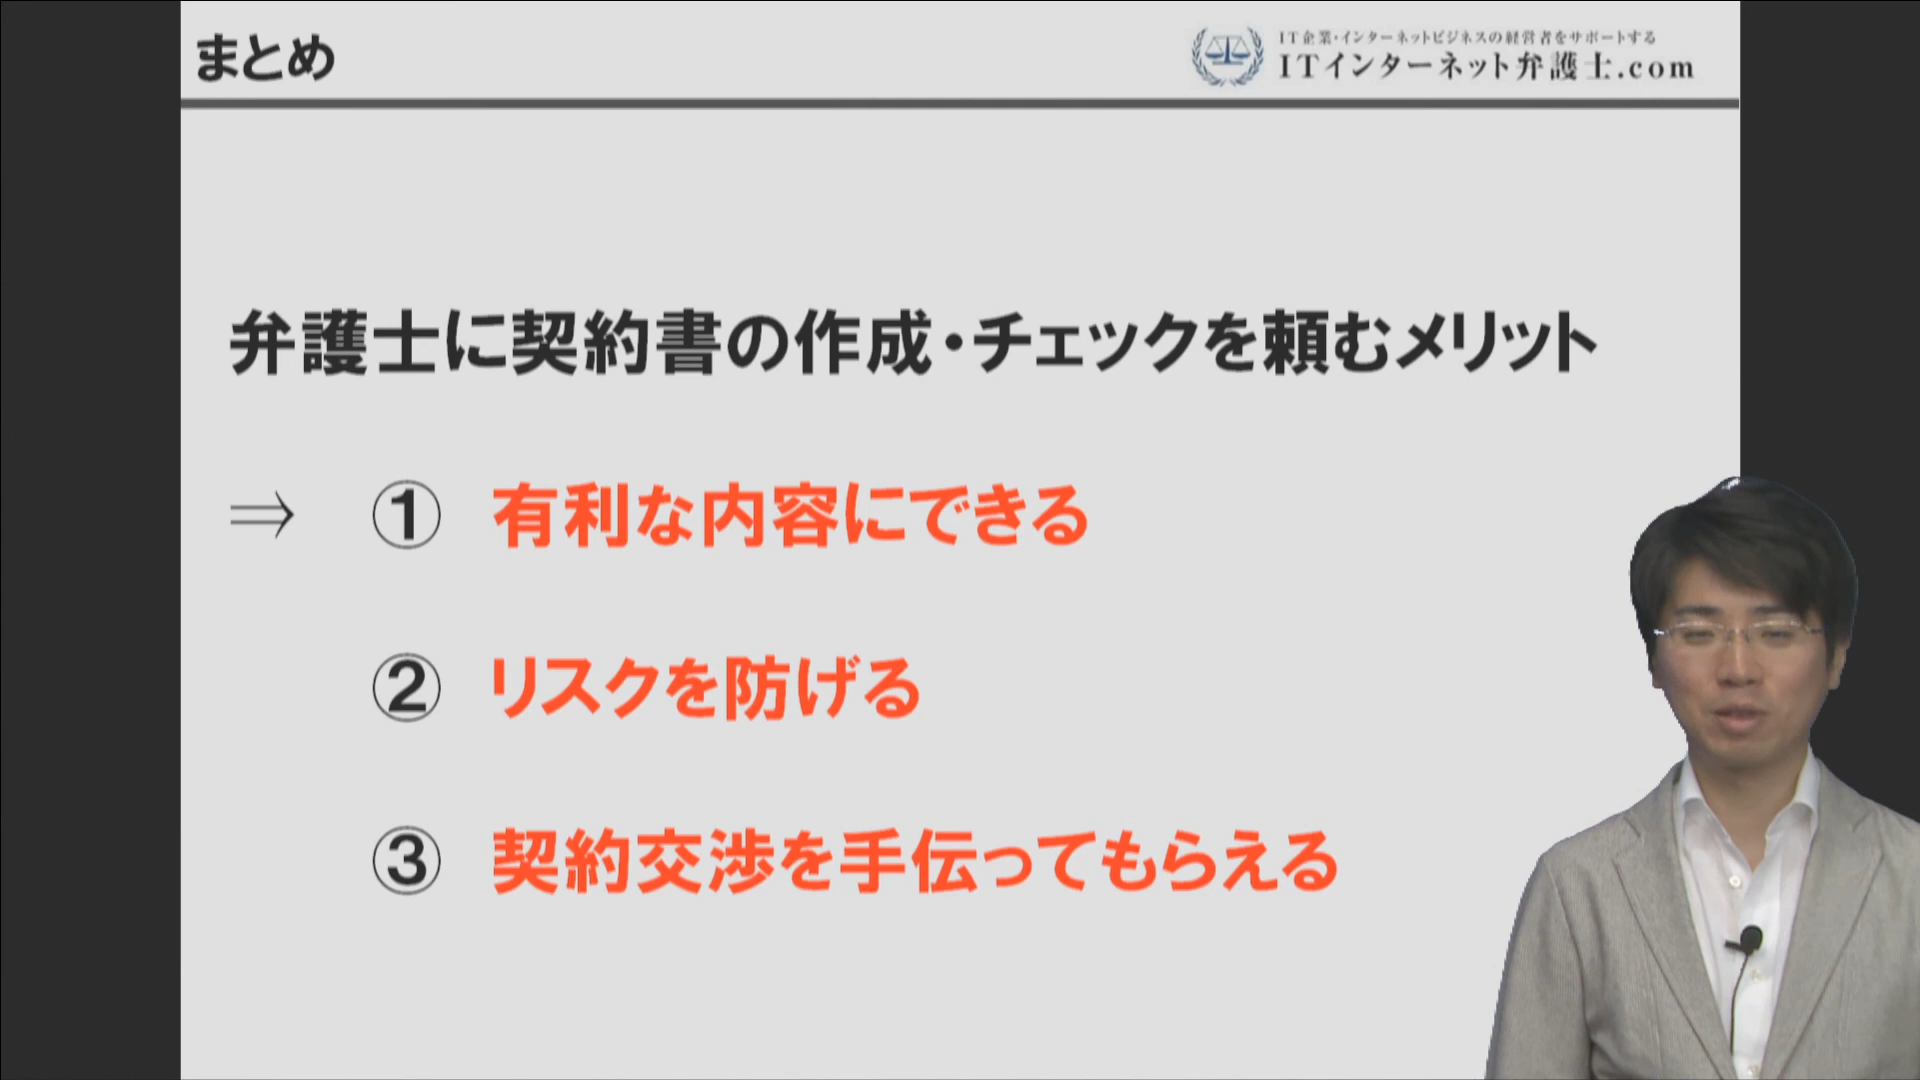 まとめ
IT企業・インターネットビジネスの経営者をサポートする
ITインターネット弁護士.com
弁護士に契約書の作成・チェックを頼むメリット
⇒ ① 有利な内容にできる
② リスクを防げる
③ 契約交渉を手伝ってもらえる